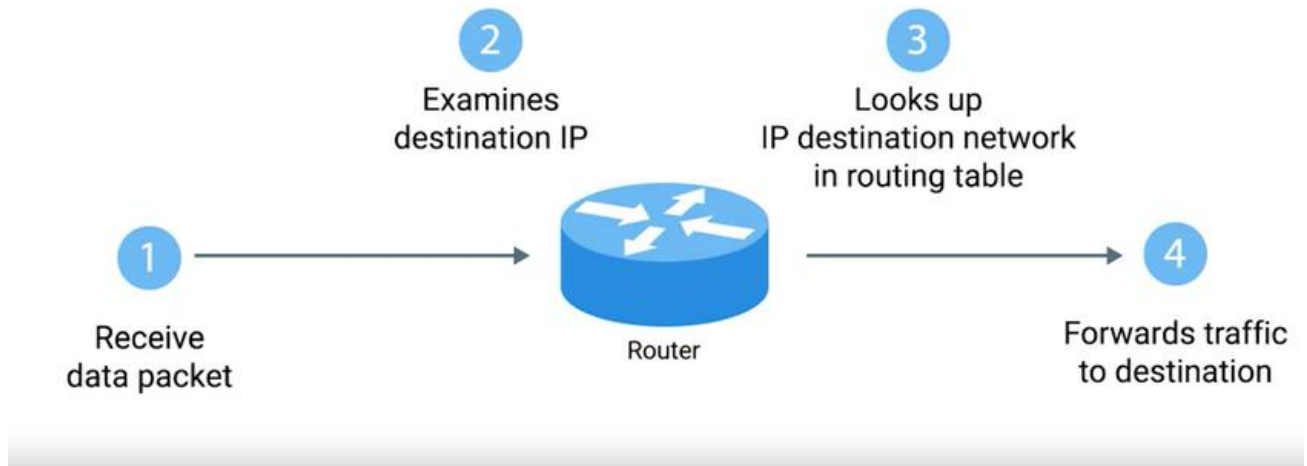 1
Receive
data packet
2
Examines
destination IP
Router
3
Looks up
IP destination network
in routing table
4
Forwards traffic
to destination